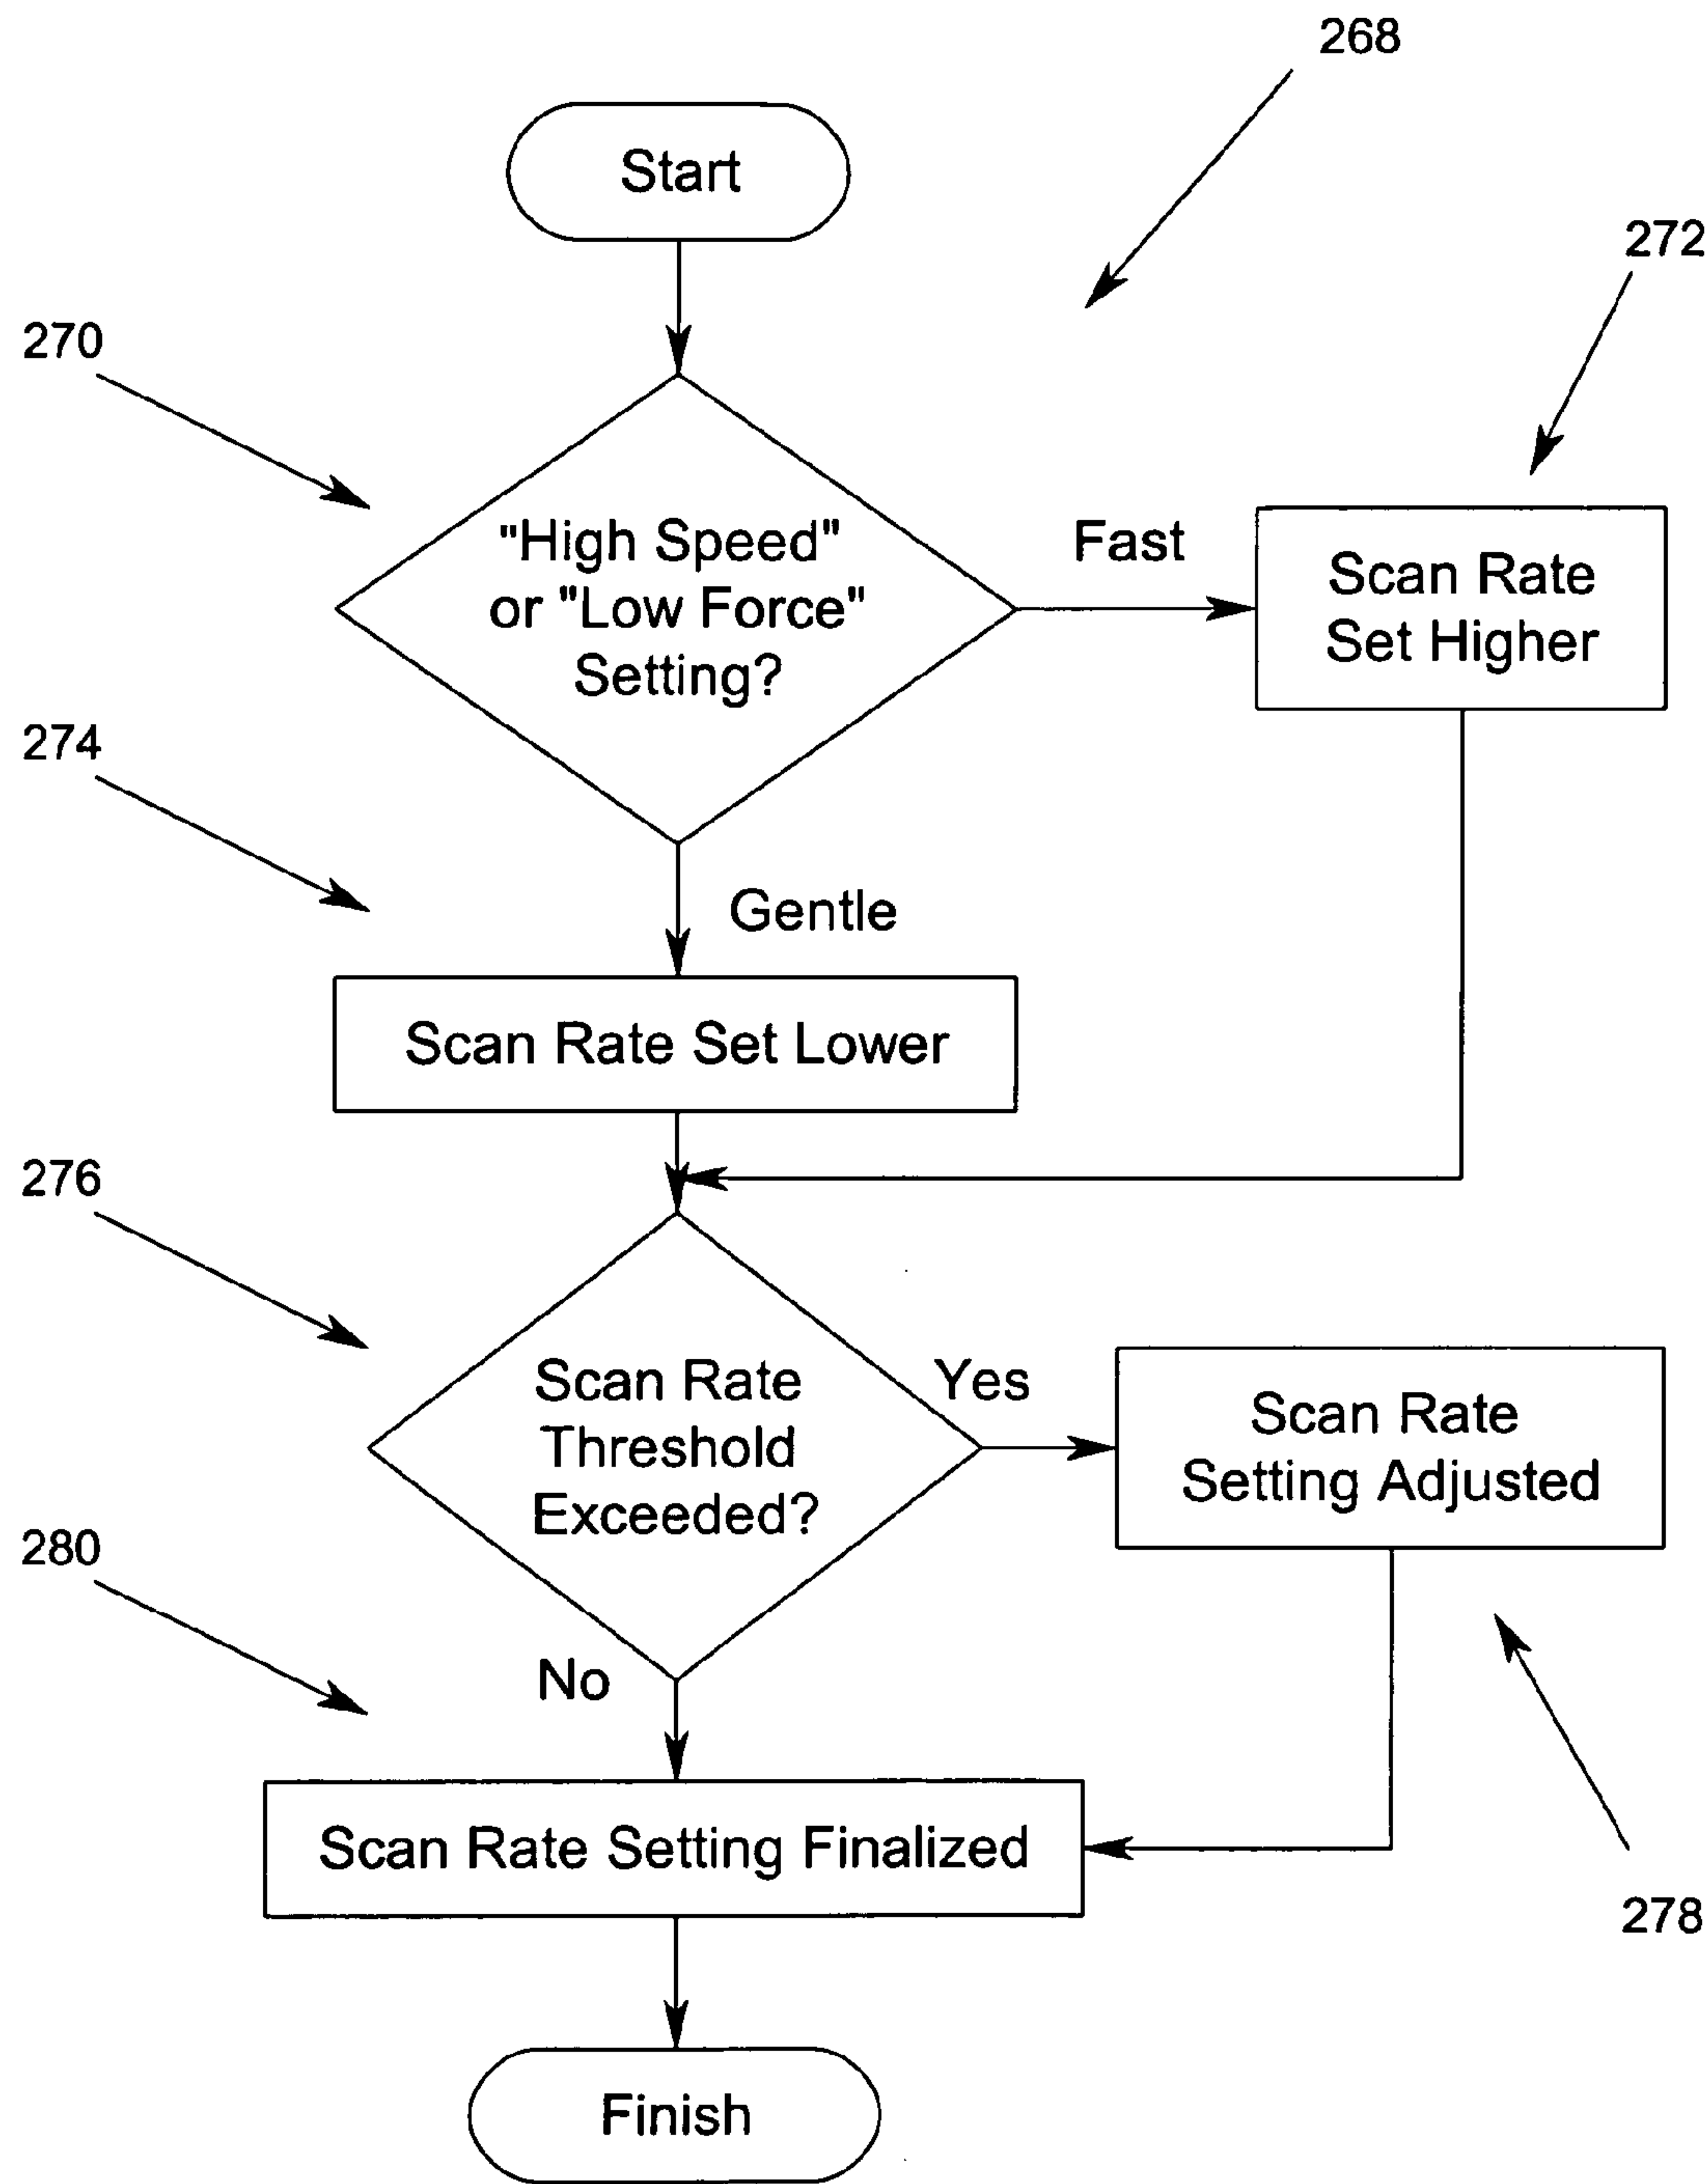 268
Start
272
270
"High Speed"
or "Low Force"
Setting?
Fast
Scan Rate
Set Higher
274
Gentle
Scan Rate Set Lower
276
Scan Rate
Threshold
Exceeded?
Yes
Scan Rate
Setting Adjusted
280
No
Scan Rate Setting Finalized
278
Finish